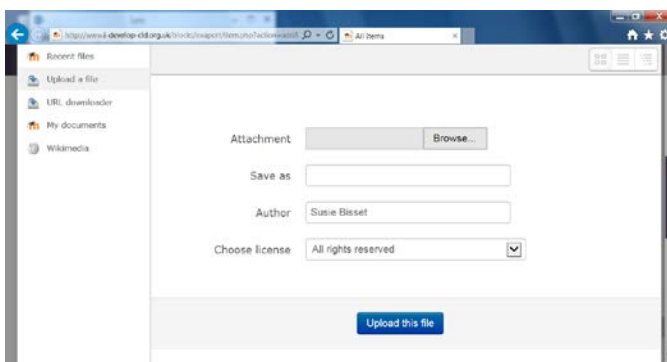 All Items
Recent files
Upload a file
URL downloader
My documents
Wikimedia
Attachment
Browse...
Save as
Author
Susie Bisset
Choose license
All rights reserved
Upload this file